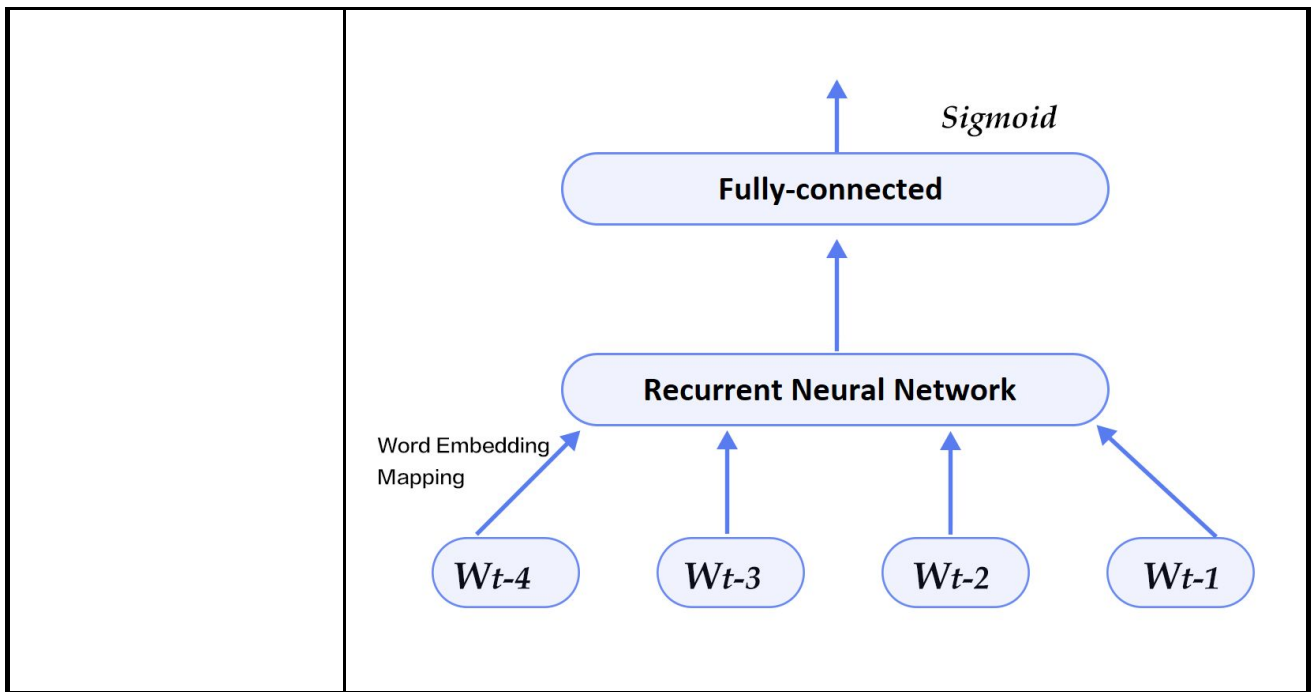 Sigmoid
Fully-connected
Recurrent Neural Network
Word Embedding
Mapping
Wt-4
Wt-3
Wt-2
Wt-1